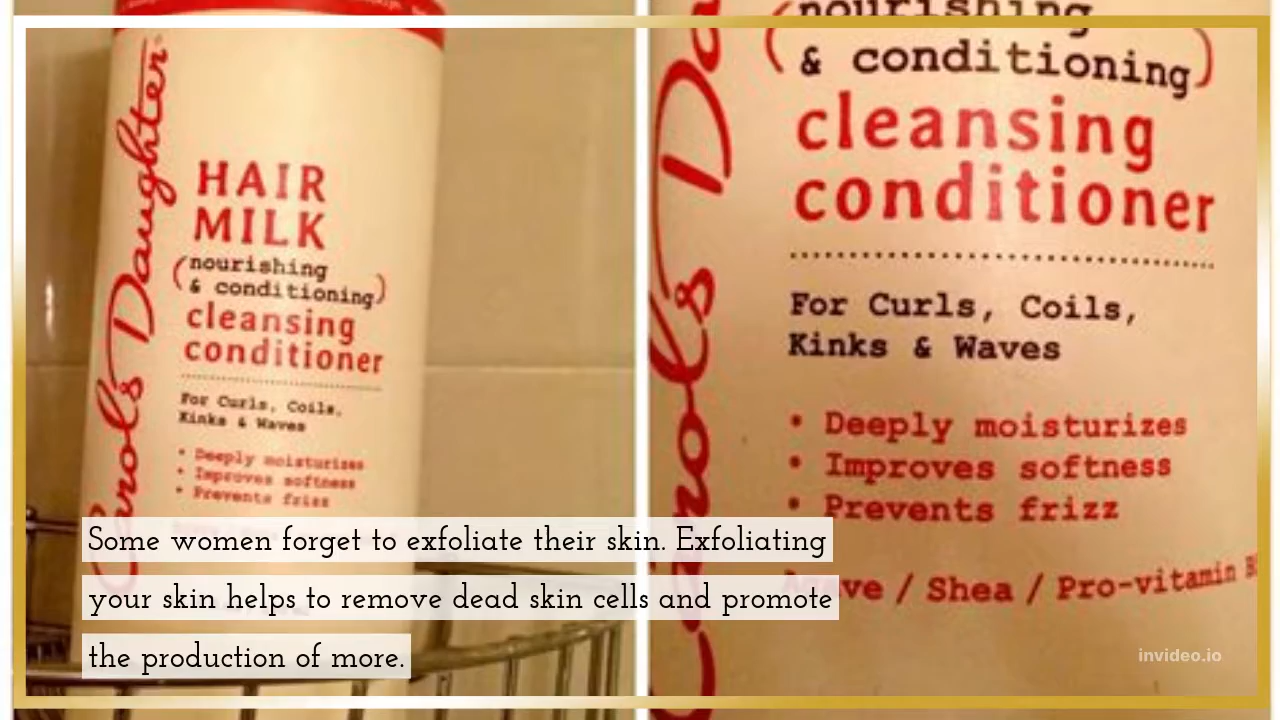 Carol's Daughter
HAIR
MILK
(nourishing
& conditioning)
cleansing
conditioner
For Curls, Coils,
Kinks & Waves
• Deeply moisturizes
• Improves softness
• Prevents frizz
nourishing
& conditioning)
cleansing
conditioner
For Curls, Coils,
Kinks & Waves
• Deeply moisturizes
• Improves softness
• Prevents frizz
/ Shea / Pro-vitamin
Some women forget to exfoliate their skin. Exfoliating
your skin helps to remove dead skin cells and promote
the production of more.
invideo.io